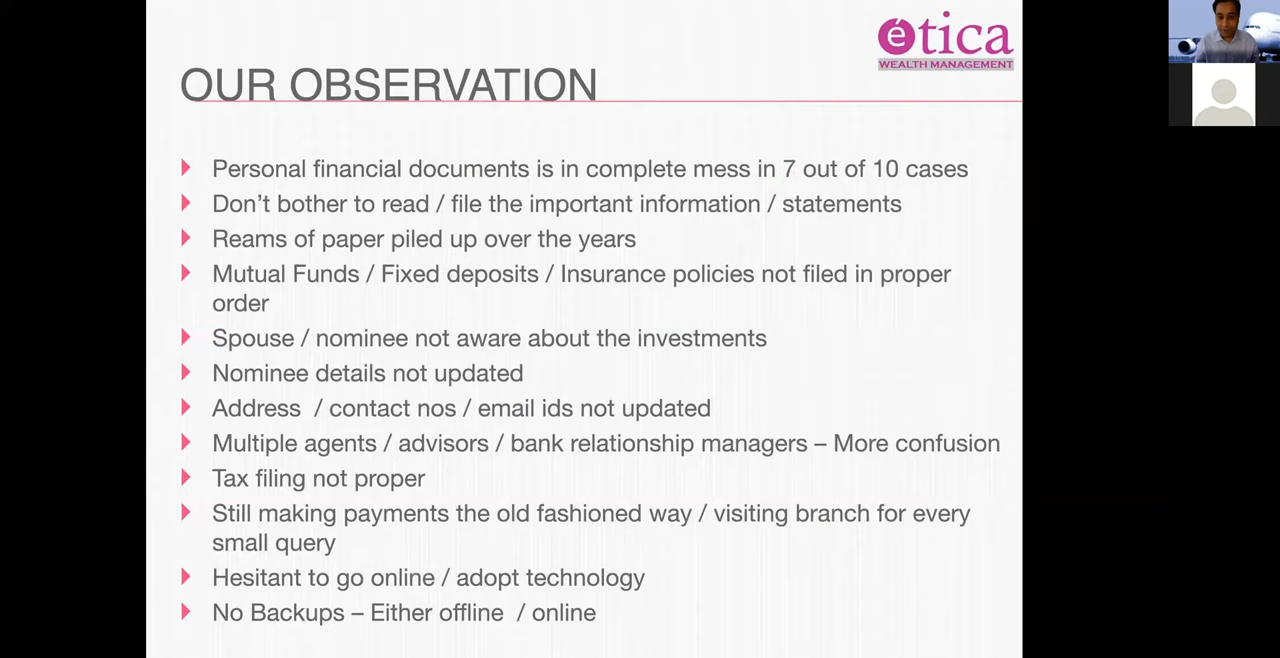 ética
WEALTH MANAGEMENT
OUR OBSERVATION
Personal financial documents is in complete mess in 7 out of 10 cases
Don’t bother to read / file the important information / statements
Reams of paper piled up over the years
Mutual Funds / Fixed deposits / Insurance policies not filed in proper
order
Spouse / nominee not aware about the investments
Nominee details not updated
Address  / contact nos / email ids not updated
Multiple agents / advisors / bank relationship managers – More confusion
Tax filing not proper
Still making payments the old fashioned way / visiting branch for every
small query
Hesitant to go online / adopt technology
No Backups – Either offline  / online